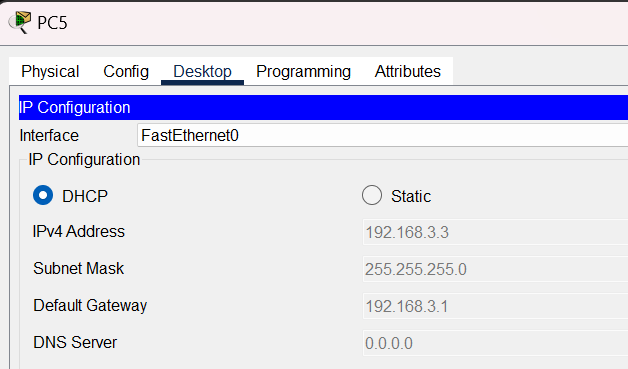 PC5
Physical Config Desktop Programming Attributes
IP Configuration
Interface FastEthernet0
IP Configuration
DHCP Static
IPv4 Address 192.168.3.3
Subnet Mask 255.255.255.0
Default Gateway 192.168.3.1
DNS Server 0.0.0.0